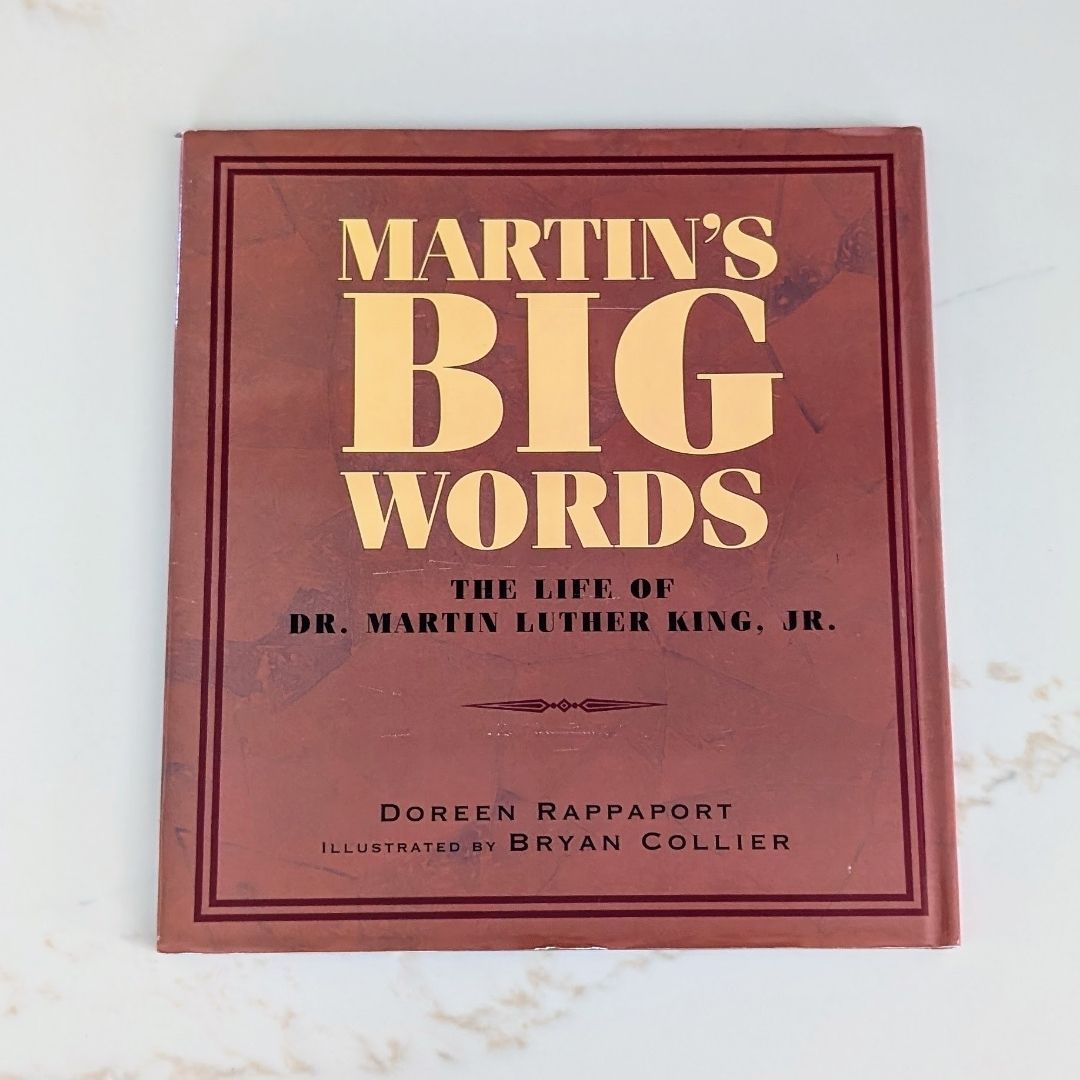 MARTIN'S
BIG
WORDS
THE LIFE OF
DR. MARTIN LUTHER KING, JR.
DOREEN RAPPAPORT
ILLUSTRATED BY BRYAN COLLIER